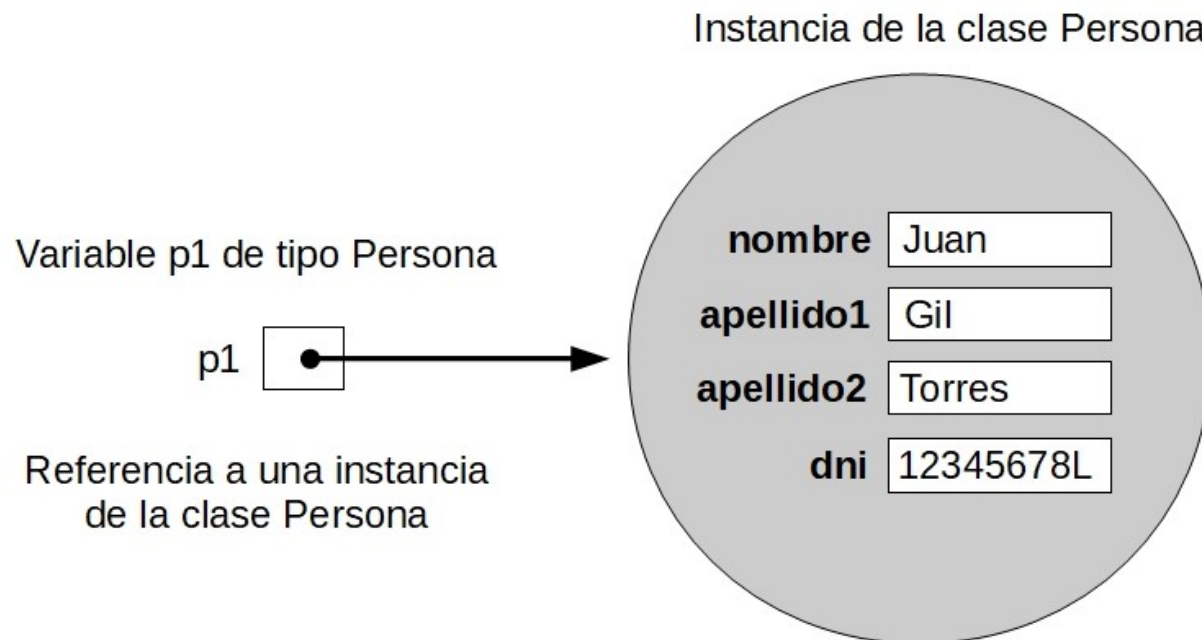 Instancia de la clase Persona
Variable p1 de tipo Persona
p1
Referencia a una instancia
de la clase Persona
nombre Juan
apellido1 Gil
apellido2 Torres
dni 12345678L